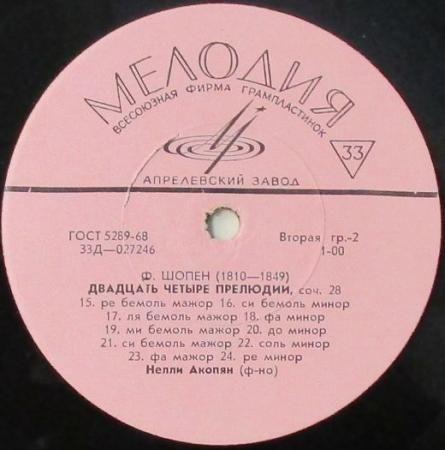 МЕЛОДИЯ
ВСЕСОЮЗНАЯ ФИРМА ГРАМПЛАСТИНОК
33
АПРЕЛЕВСКИЙ ЗАВОД
ГОСТ 5289-68 Вторая гр.-2
33Д—027246 1-00
Ф. ШОПЕН (1810—1849)
ДВАДЦАТЬ ЧЕТЫРЕ ПРЕЛЮДИИ, соч. 28
15. ре бемоль мажор 16. си бемоль минор
17. ля бемоль мажор 18. фа минор
19. ми бемоль мажор 20. до минор
21. си бемоль мажор 22. соль минор
23. фа мажор 24. ре минор
Нелли Акопян (ф-но)